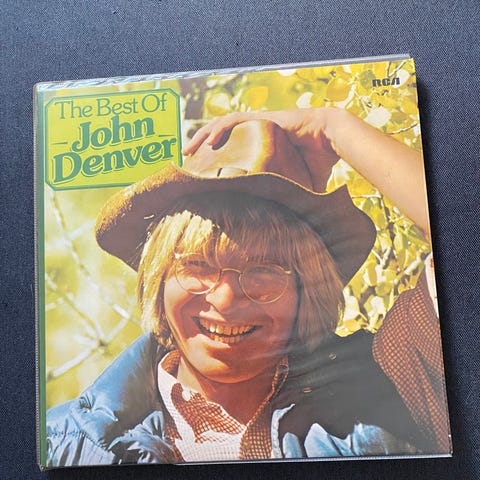 The Best Of
John
Denver
RCA